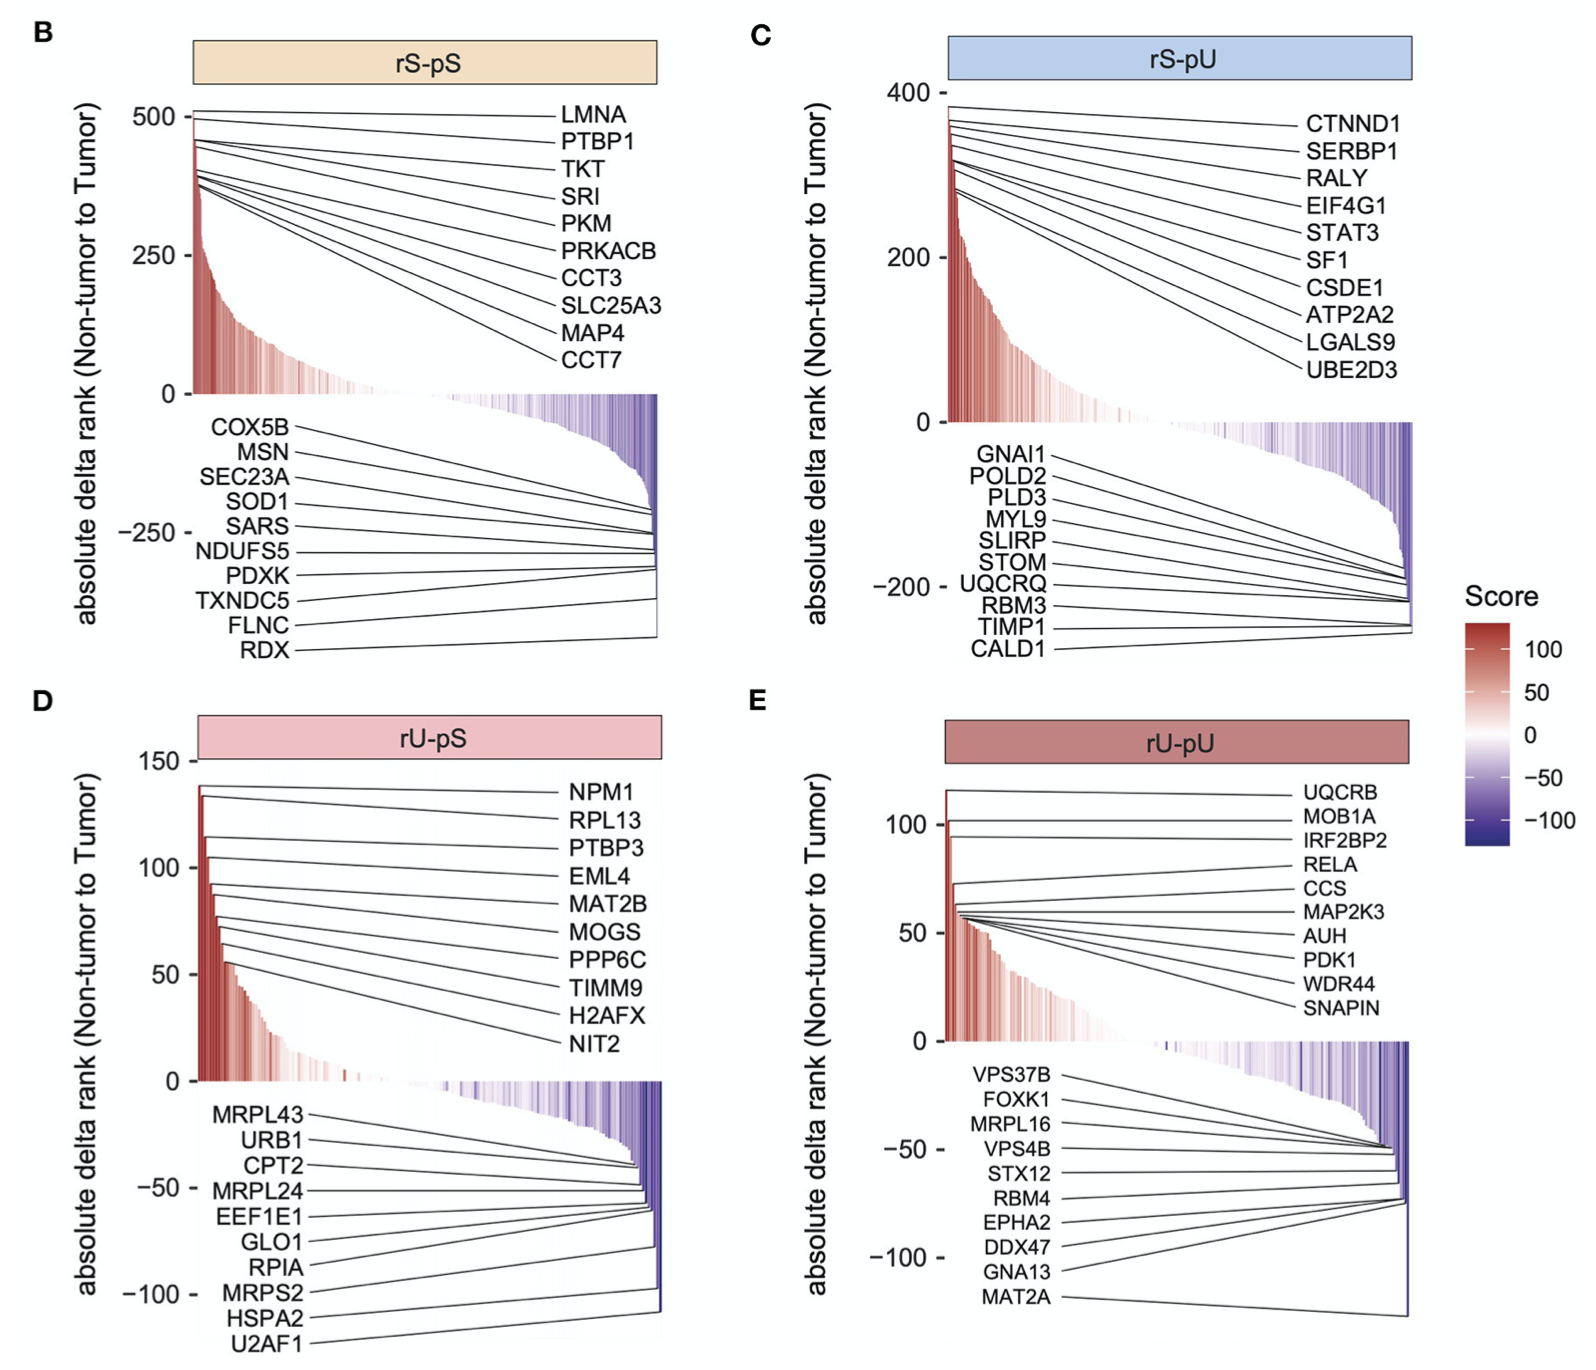 B
rS-pS
absolute delta rank (Non-tumor to Tumor)
500
250
0
−250
LMNA
PTBP1
TKT
SRI
PKM
PRKACB
CCT3
SLC25A3
MAP4
CCT7
COX5B
MSN
SEC23A
SOD1
SARS
NDUFS5
PDXK
TXNDC5
FLNC
RDX
C
rS-pU
absolute delta rank (Non-tumor to Tumor)
400
200
0
−200
CTNND1
SERBP1
RALY
EIF4G1
STAT3
SF1
CSDE1
ATP2A2
LGALS9
UBE2D3
GNAI1
POLD2
PLD3
MYL9
SLIRP
STOM
UQCRQ
RBM3
TIMP1
CALD1
D
rU-pS
absolute delta rank (Non-tumor to Tumor)
150
100
50
0
−50
−100
NPM1
RPL13
PTBP3
EML4
MAT2B
MOGS
PPP6C
TIMM9
H2AFX
NIT2
MRPL43
URB1
CPT2
MRPL24
EEF1E1
GLO1
RPIA
MRPS2
HSPA2
U2AF1
E
rU-pU
absolute delta rank (Non-tumor to Tumor)
100
50
0
−50
−100
UQCRB
MOB1A
IRF2BP2
RELA
CCS
MAP2K3
AUH
PDK1
WDR44
SNAPIN
VPS37B
FOXK1
MRPL16
VPS4B
STX12
RBM4
EPHA2
DDX47
GNA13
MAT2A
Score
100
50
0
−50
−100